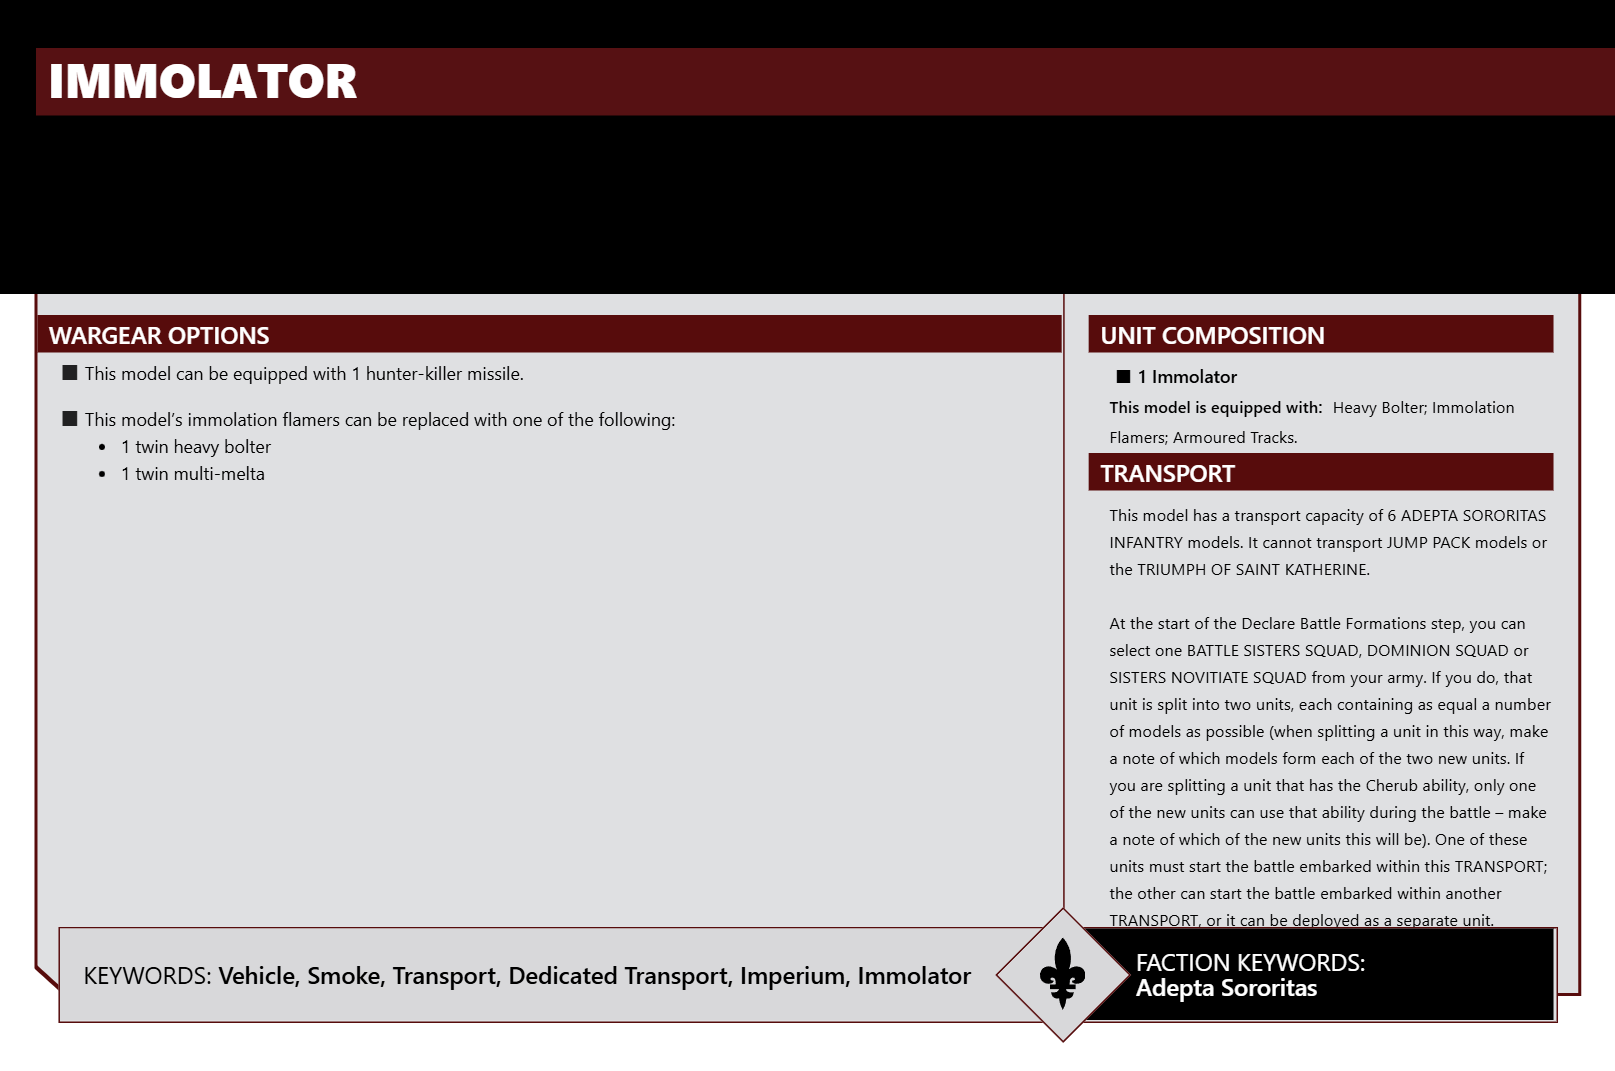 IMMOLATOR
WARGEAR OPTIONS
■ This model can be equipped with 1 hunter-killer missile.
■ This model’s immolation flamers can be replaced with one of the following:
• 1 twin heavy bolter
• 1 twin multi-melta
UNIT COMPOSITION
■ 1 Immolator
This model is equipped with: Heavy Bolter; Immolation
Flamers; Armoured Tracks.
TRANSPORT
This model has a transport capacity of 6 ADEPTA SORORITAS
INFANTRY models. It cannot transport JUMP PACK models or
the TRIUMPH OF SAINT KATHERINE.
At the start of the Declare Battle Formations step, you can
select one BATTLE SISTERS SQUAD, DOMINION SQUAD or
SISTERS NOVITIATE SQUAD from your army. If you do, that
unit is split into two units, each containing as equal a number
of models as possible (when splitting a unit in this way, make
a note of which models form each of the two new units. If
you are splitting a unit that has the Cherub ability, only one
of the new units can use that ability during the battle – make
a note of which of the new units this will be). One of these
units must start the battle embarked within this TRANSPORT;
the other can start the battle embarked within another
TRANSPORT, or it can be deployed as a separate unit.
KEYWORDS: Vehicle, Smoke, Transport, Dedicated Transport, Imperium, Immolator
FACTION KEYWORDS:
Adepta Sororitas